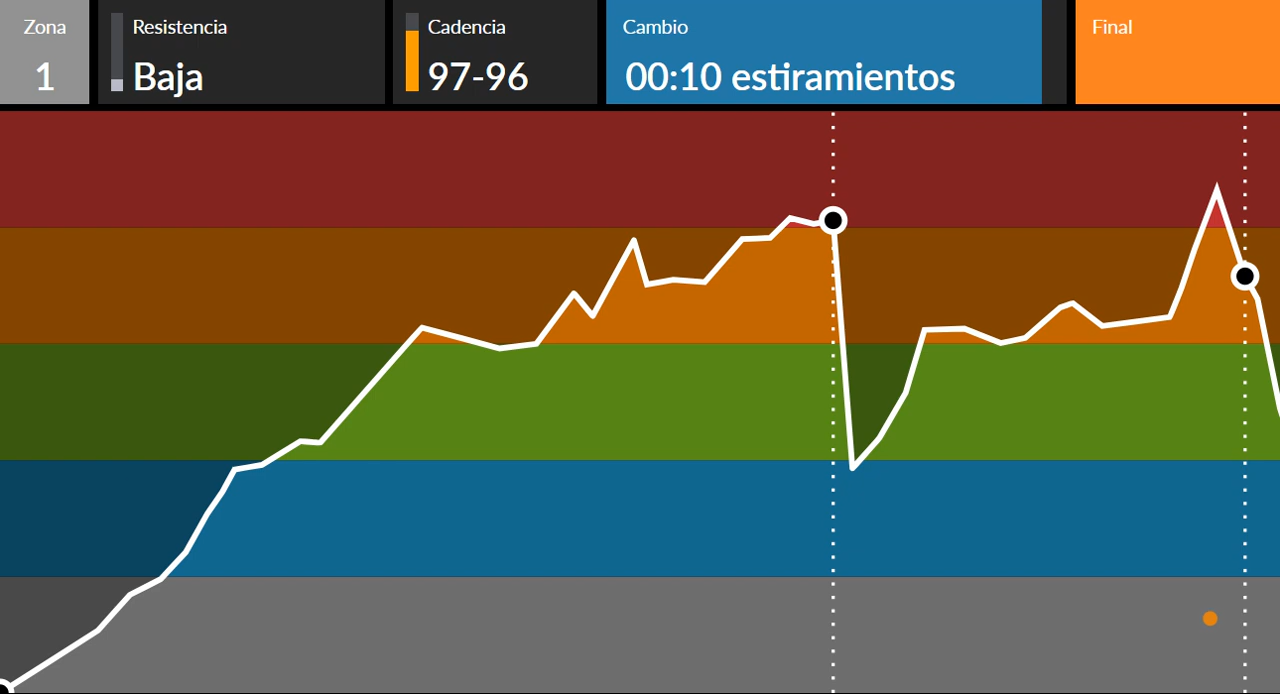 Zona
1
Resistencia
Baja
Cadencia
97-96
Cambio
00:10 estiramientos
Final